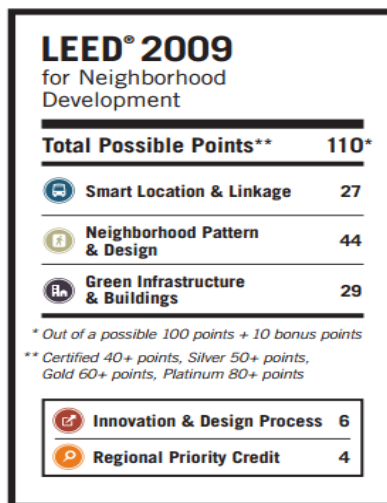 LEED® 2009
for Neighborhood
Development
Total Possible Points** 110*
Smart Location & Linkage 27
Neighborhood Pattern
& Design 44
Green Infrastructure
& Buildings 29
* Out of a possible 100 points + 10 bonus points
** Certified 40+ points, Silver 50+ points,
Gold 60+ points, Platinum 80+ points
Innovation & Design Process 6
Regional Priority Credit 4